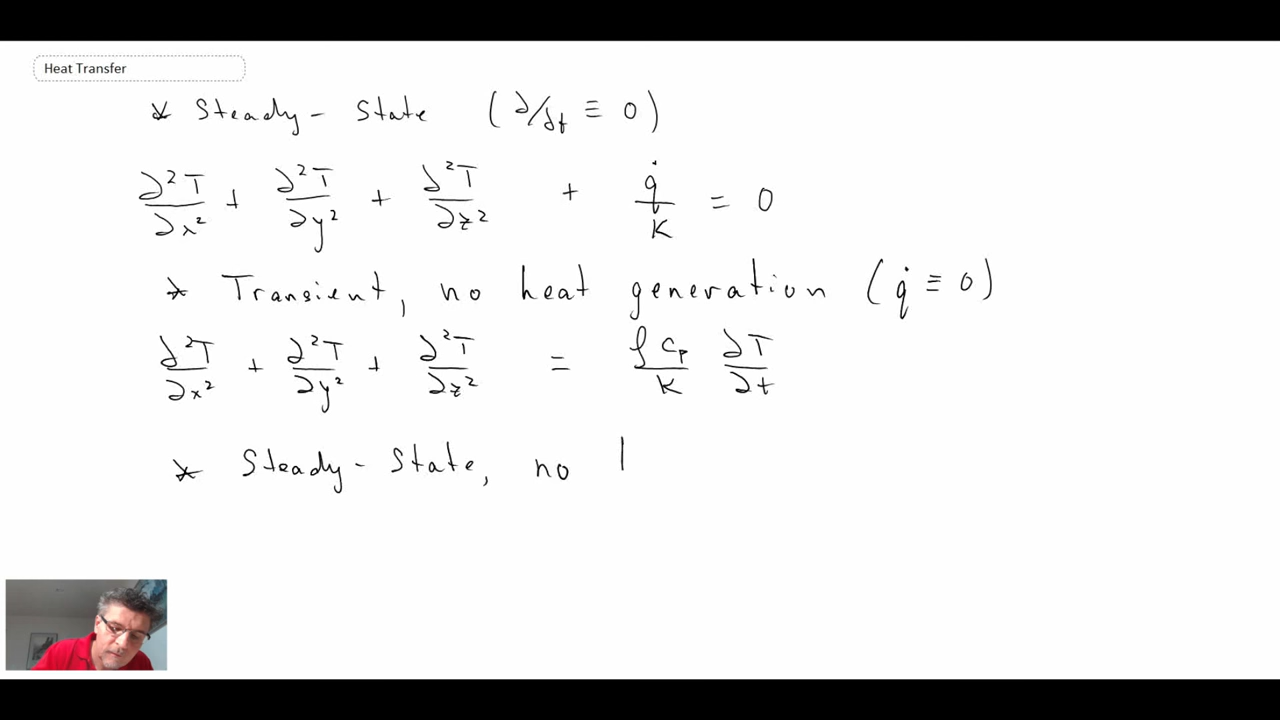 Heat Transfer
* Steady-State (∂/∂t ≡ 0)
∂²T/∂x² + ∂²T/∂y² + ∂²T/∂z² + q̇/K = 0
* Transient, no heat generation (q̇ ≡ 0)
∂²T/∂x² + ∂²T/∂y² + ∂²T/∂z² = ρCp/K ∂T/∂t
* Steady-State, no